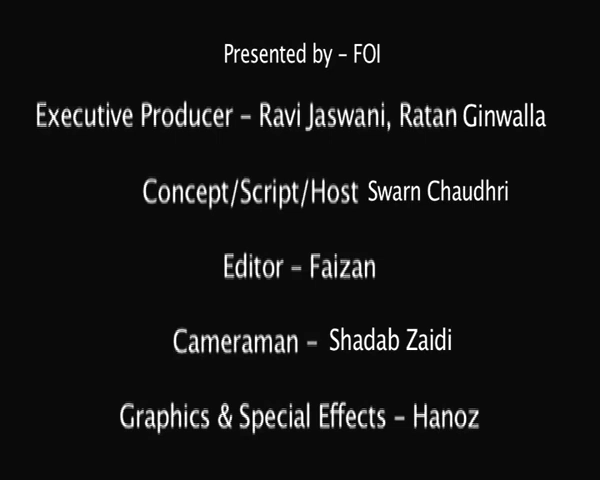 Presented by – FOI
Executive Producer – Ravi Jaswani, Ratan Ginwalla
Concept/Script/Host Swarn Chaudhri
Editor – Faizan
Cameraman – Shadab Zaidi
Graphics & Special Effects – Hanoz